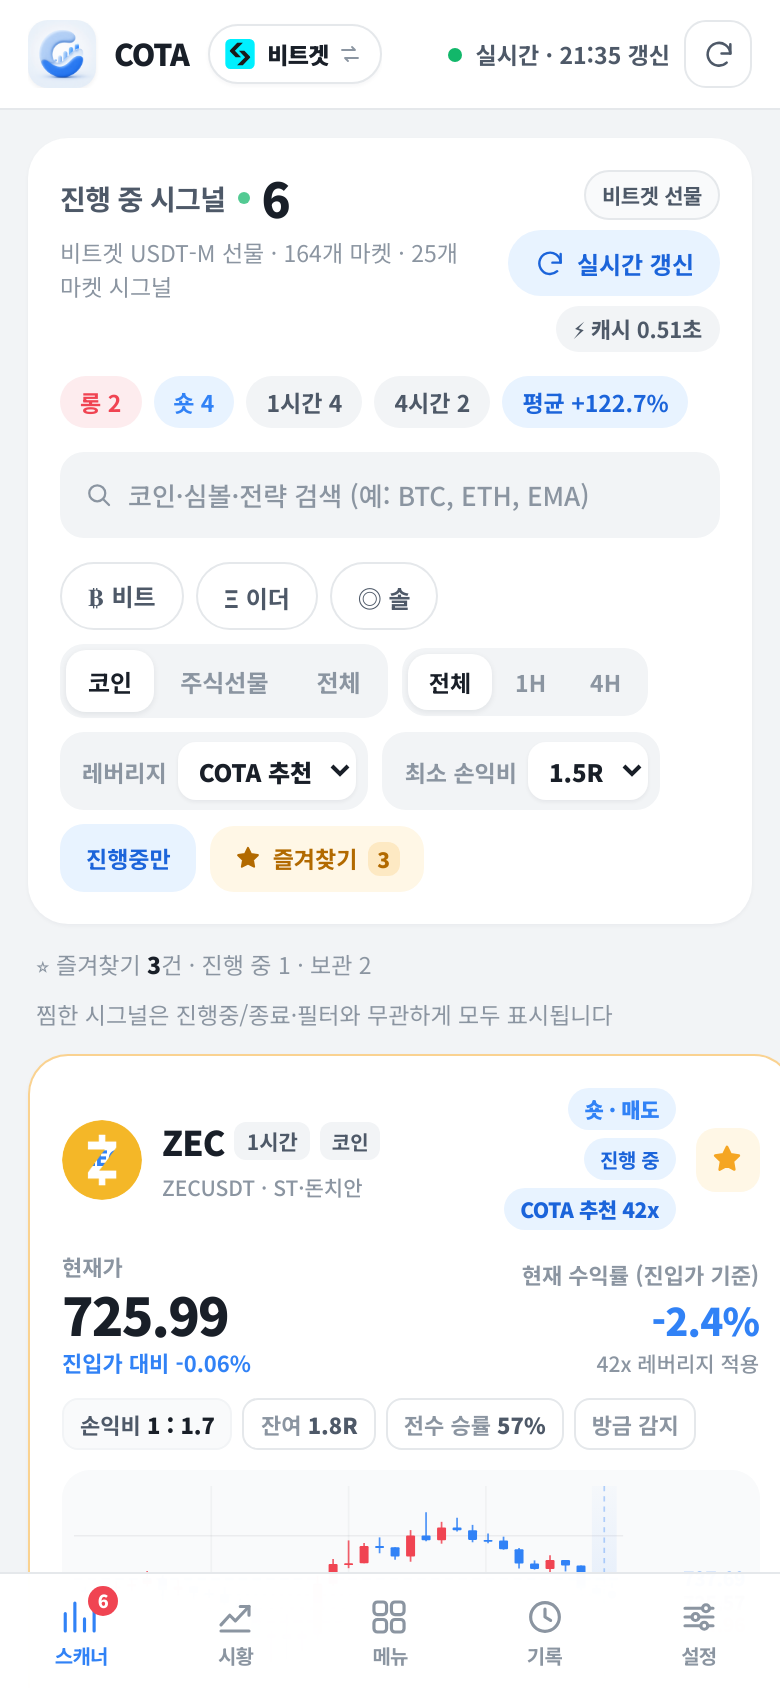 COTA 비트겟 실시간 · 21:35 갱신
진행 중 시그널 6
비트겟 선물
비트겟 USDT-M 선물 · 164개 마켓 · 25개
마켓 시그널
실시간 갱신
⚡ 캐시 0.51초
롱 2 숏 4 1시간 4 4시간 2 평균 +122.7%
코인·심볼·전략 검색 (예: BTC, ETH, EMA)
₿ 비트 Ξ 이더 ◎ 솔
코인 주식선물 전체 전체 1H 4H
레버리지 COTA 추천 최소 손익비 1.5R
진행중만 ★ 즐겨찾기 3
☆ 즐겨찾기 3건 · 진행 중 1 · 보관 2
찜한 시그널은 진행중/종료·필터와 무관하게 모두 표시됩니다
숏 · 매도
ZEC 1시간 코인
진행 중
ZECUSDT · ST·돈치안
COTA 추천 42x
현재가
현재 수익률 (진입가 기준)
725.99
-2.4%
진입가 대비 -0.06%
42x 레버리지 적용
손익비 1 : 1.7 잔여 1.8R 전수 승률 57% 방금 감지
6
스캐너 시황 메뉴 기록 설정